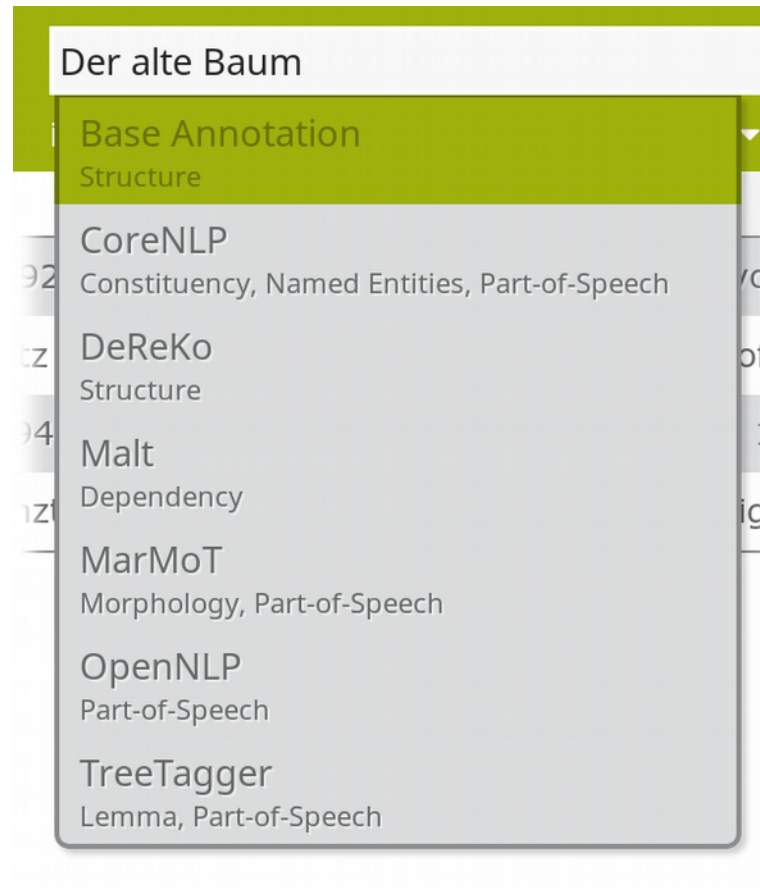 Der alte Baum
Base Annotation
Structure
CoreNLP
Constituency, Named Entities, Part-of-Speech
DeReKo
Structure
Malt
Dependency
MarMoT
Morphology, Part-of-Speech
OpenNLP
Part-of-Speech
TreeTagger
Lemma, Part-of-Speech